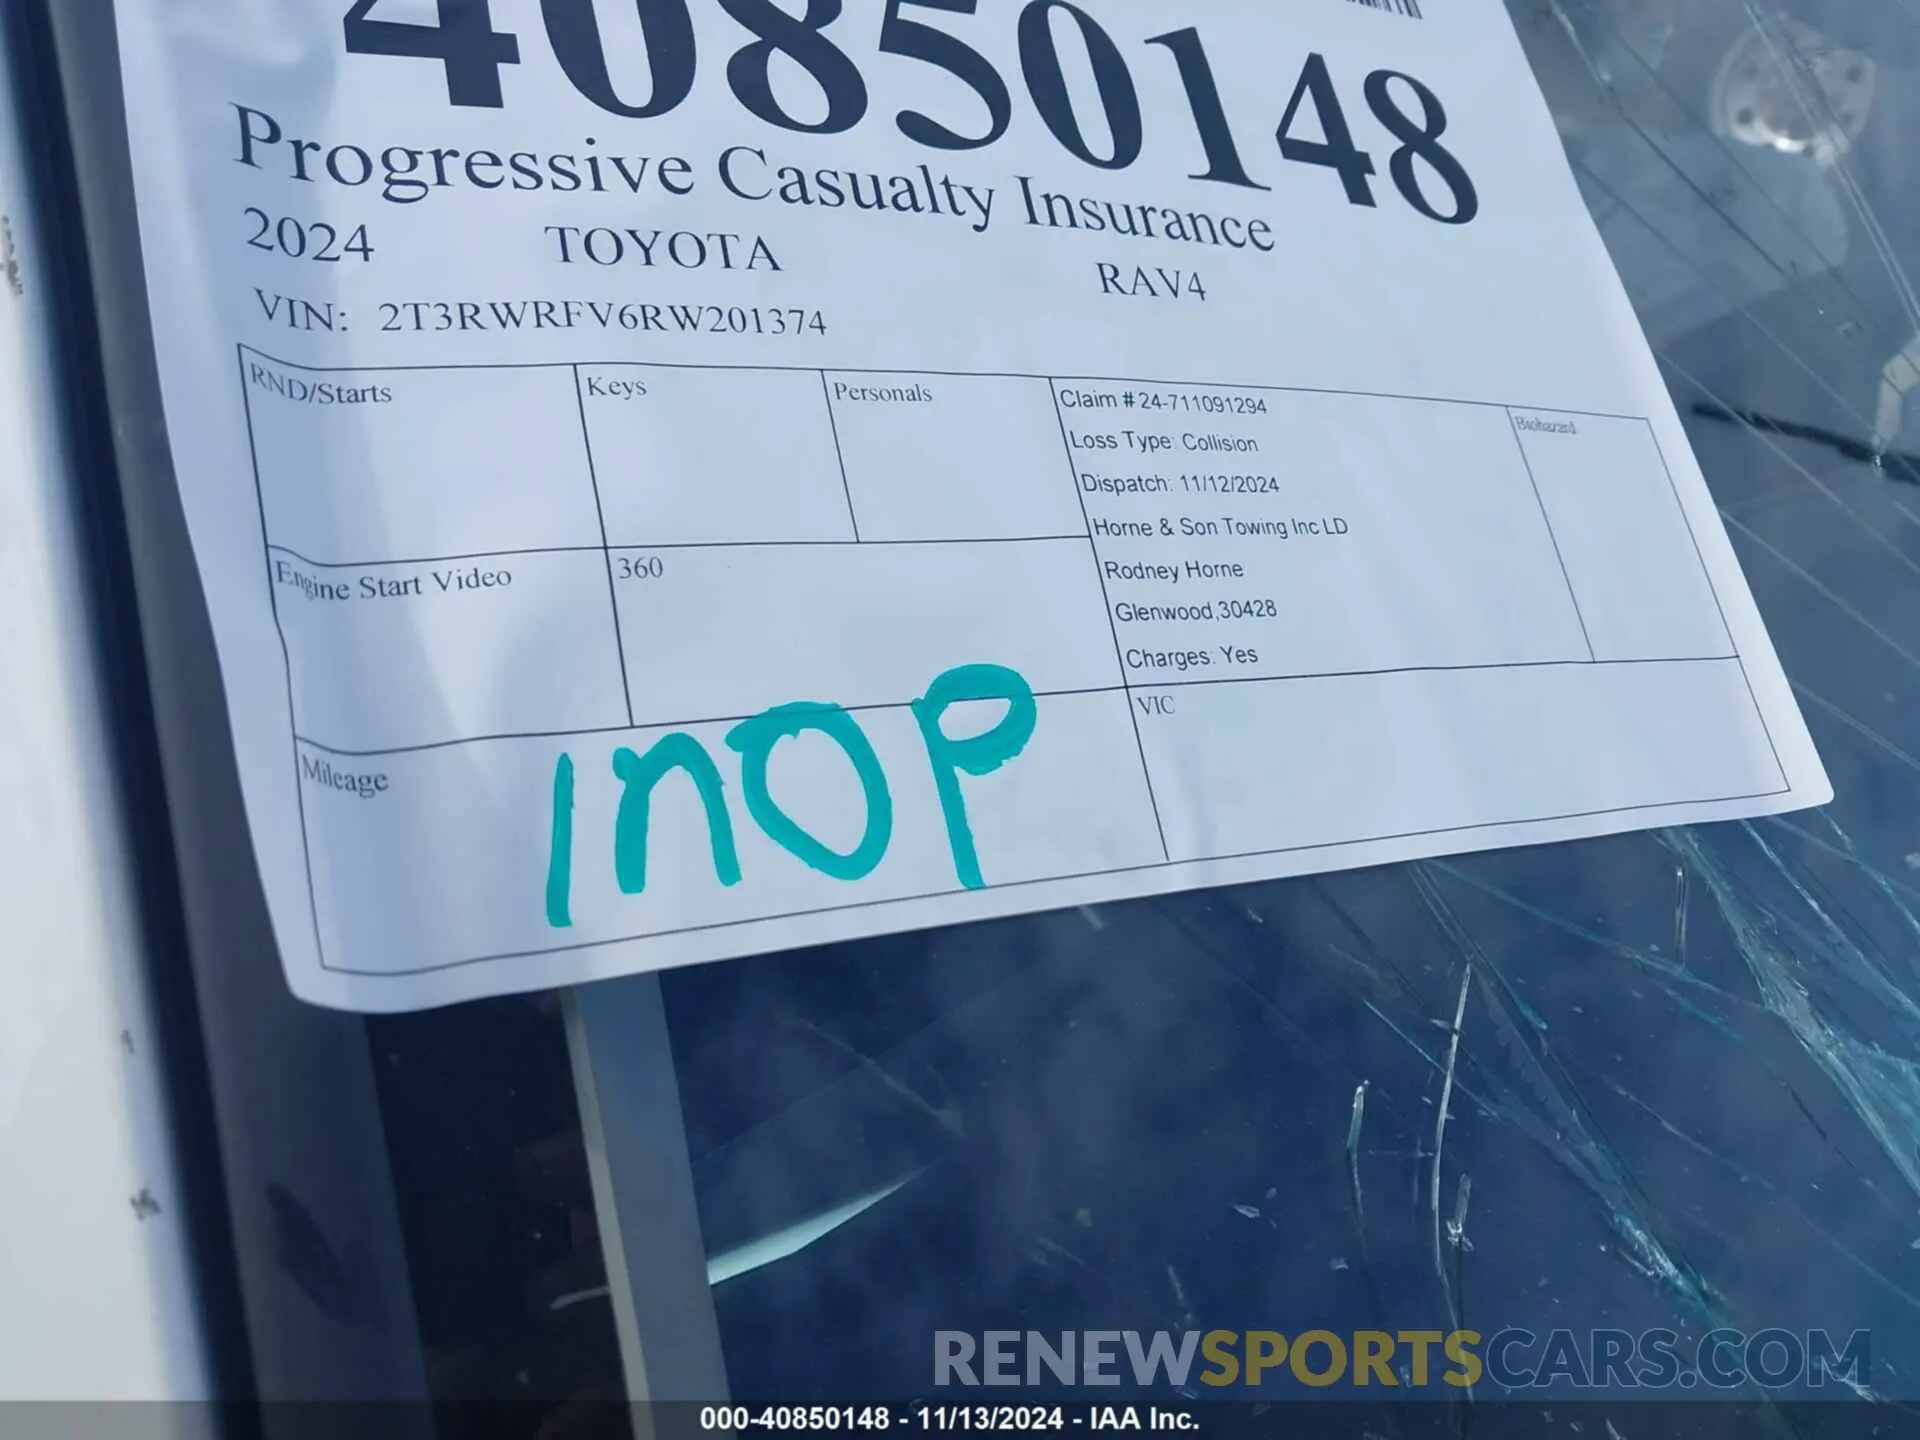 40850148
Progressive Casualty Insurance
2024 TOYOTA RAV4
VIN: 2T3RWRFV6RW201374
RND/Starts
Keys
Personals
Claim # 24-711091294
Loss Type: Collision
Dispatch: 11/12/2024
Horne & Son Towing Inc LD
Rodney Horne
Glenwood,30428
Charges: Yes
Biohazard
Engine Start Video
360
Mileage
INOP
VIC
RENEWSPORTSCARS.COM
000-40850148 - 11/13/2024 - IAA Inc.